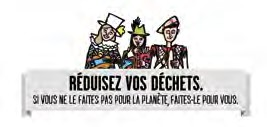 RÉDUISEZ VOS DÉCHETS.
SI VOUS NE LE FAITES PAS POUR LA PLANÈTE, FAITES-LE POUR VOUS.